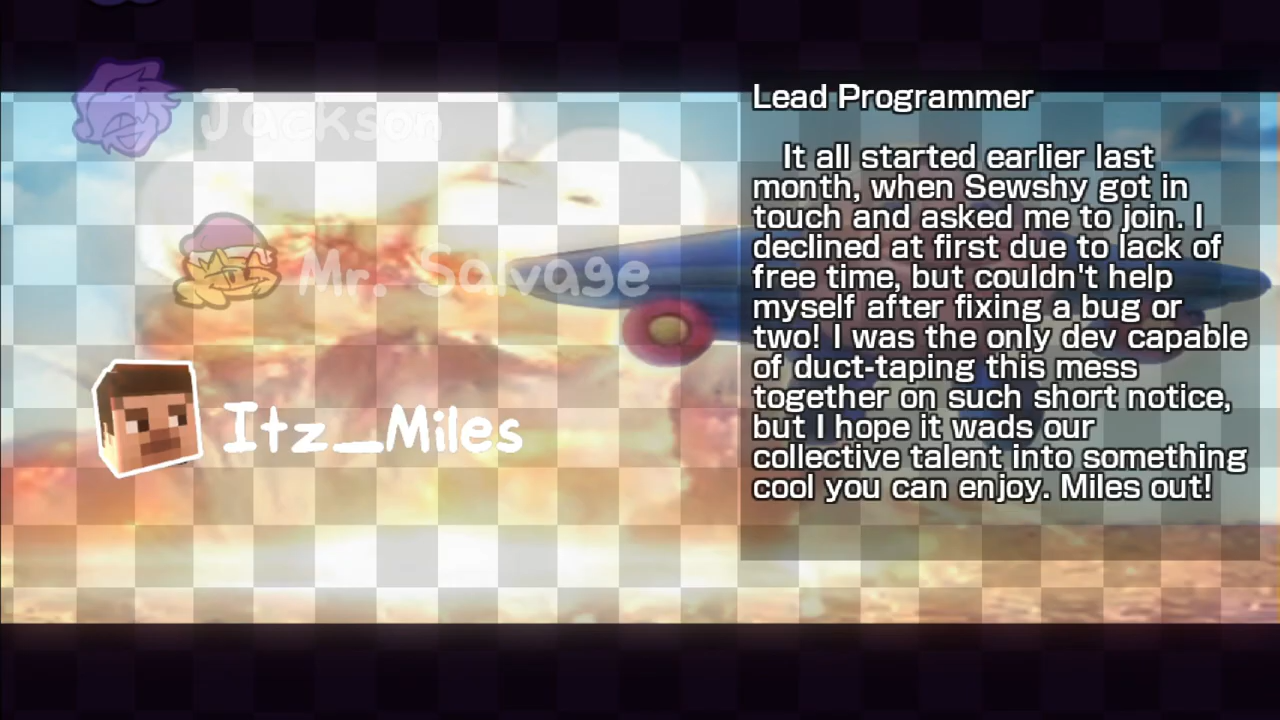 Jackson
Mr. Salvage
Itz_Miles
Lead Programmer
It all started earlier last
month, when Sewshy got in
touch and asked me to join. I
declined at first due to lack of
free time, but couldn't help
myself after fixing a bug or
two! I was the only dev capable
of duct-taping this mess
together on such short notice,
but I hope it wads our
collective talent into something
cool you can enjoy. Miles out!